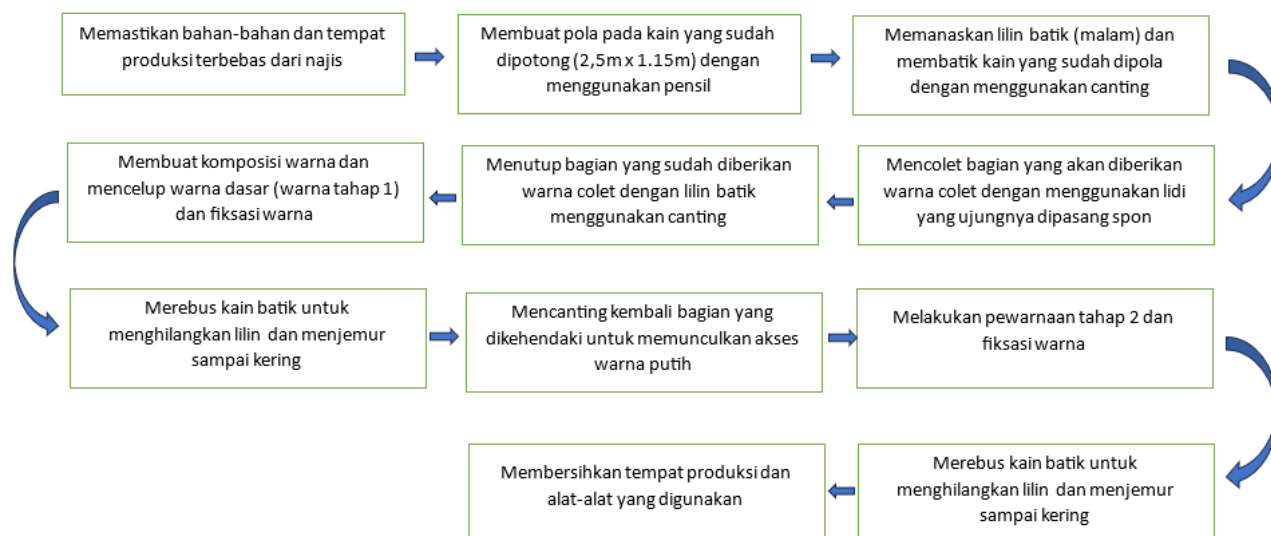 Memastikan bahan-bahan dan tempat
produksi terbebas dari najis
Membuat pola pada kain yang sudah
dipotong (2,5m x 1.15m) dengan
menggunakan pensil
Memanaskan lilin batik (malam) dan
membatik kain yang sudah dipola
dengan menggunakan canting
Mencolet bagian yang akan diberikan
warna colet dengan menggunakan lidi
yang ujungnya dipasang spon
Menutup bagian yang sudah diberikan
warna colet dengan lilin batik
menggunakan canting
Membuat komposisi warna dan
mencelup warna dasar (warna tahap 1)
dan fiksasi warna
Merebus kain batik untuk
menghilangkan lilin dan menjemur
sampai kering
Mencanting kembali bagian yang
dikehendaki untuk memunculkan akses
warna putih
Melakukan pewarnaan tahap 2 dan
fiksasi warna
Merebus kain batik untuk
menghilangkan lilin dan menjemur
sampai kering
Membersihkan tempat produksi dan
alat-alat yang digunakan